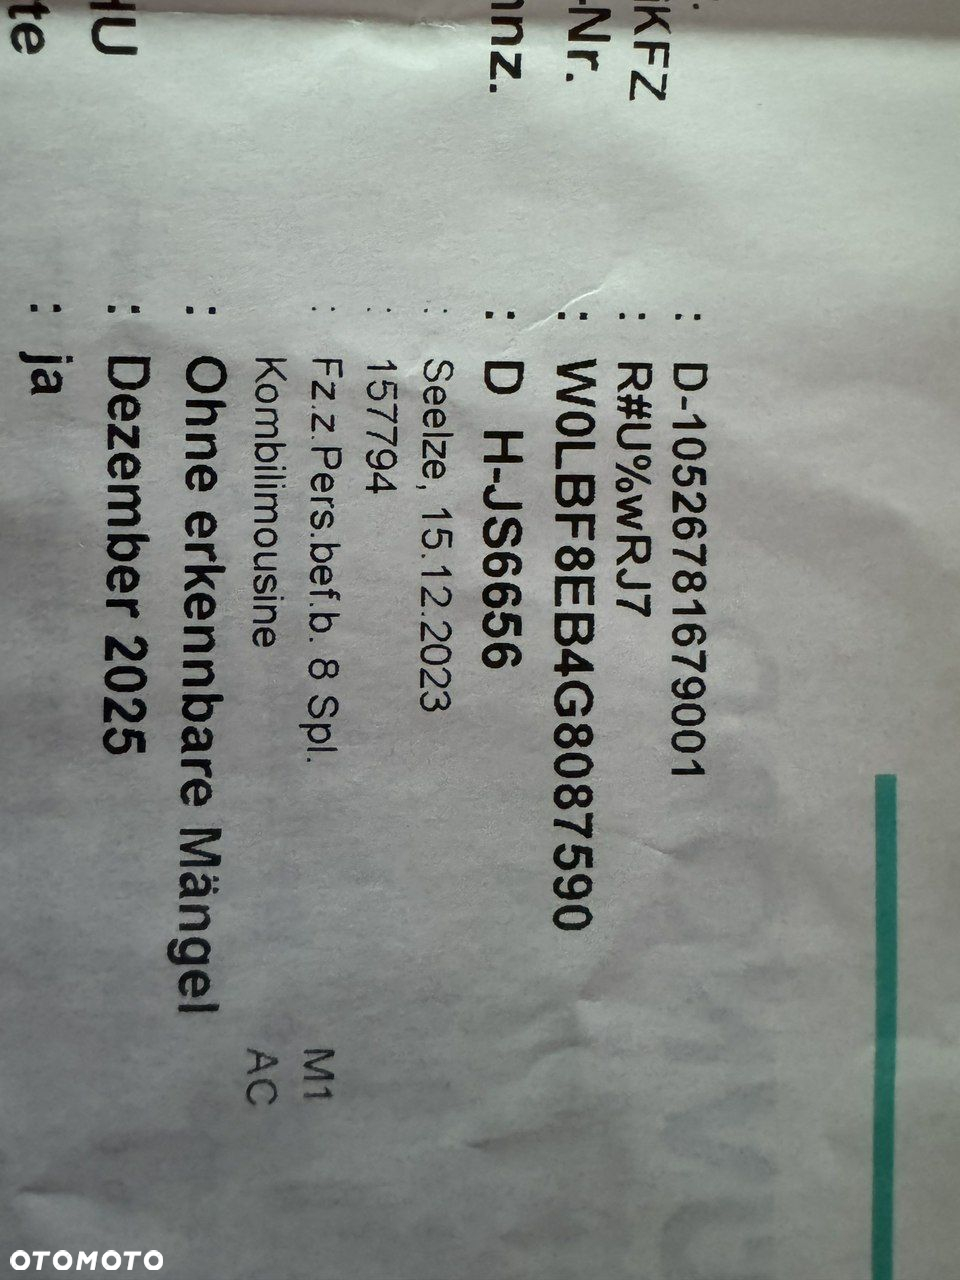 iKFZ : D-10526781679001
R#U%wRJ7
-Nr. : W0LBF8EB4G8087590
nnz. : D H-JS6656
: Seelze, 15.12.2023
: 157794
: Fz.z.Pers.bef.b. 8 Spl. M1
Kombilimousine AC
: Ohne erkennbare Mängel
HU : Dezember 2025
te : ja
OTOMOTO